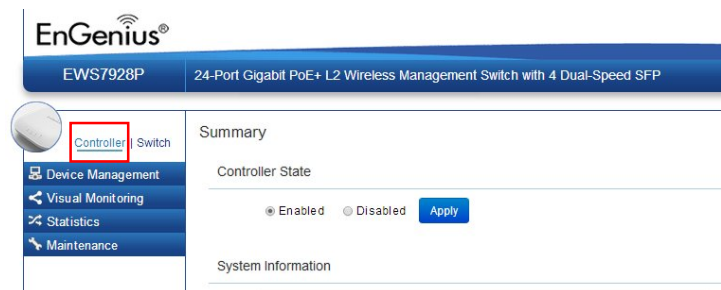 EnGenius®
EWS7928P
24-Port Gigabit PoE+ L2 Wireless Management Switch with 4 Dual-Speed SFP
Controller | Switch
Device Management
Visual Monitoring
Statistics
Maintenance
Summary
Controller State
Enabled Disabled Apply
System Information